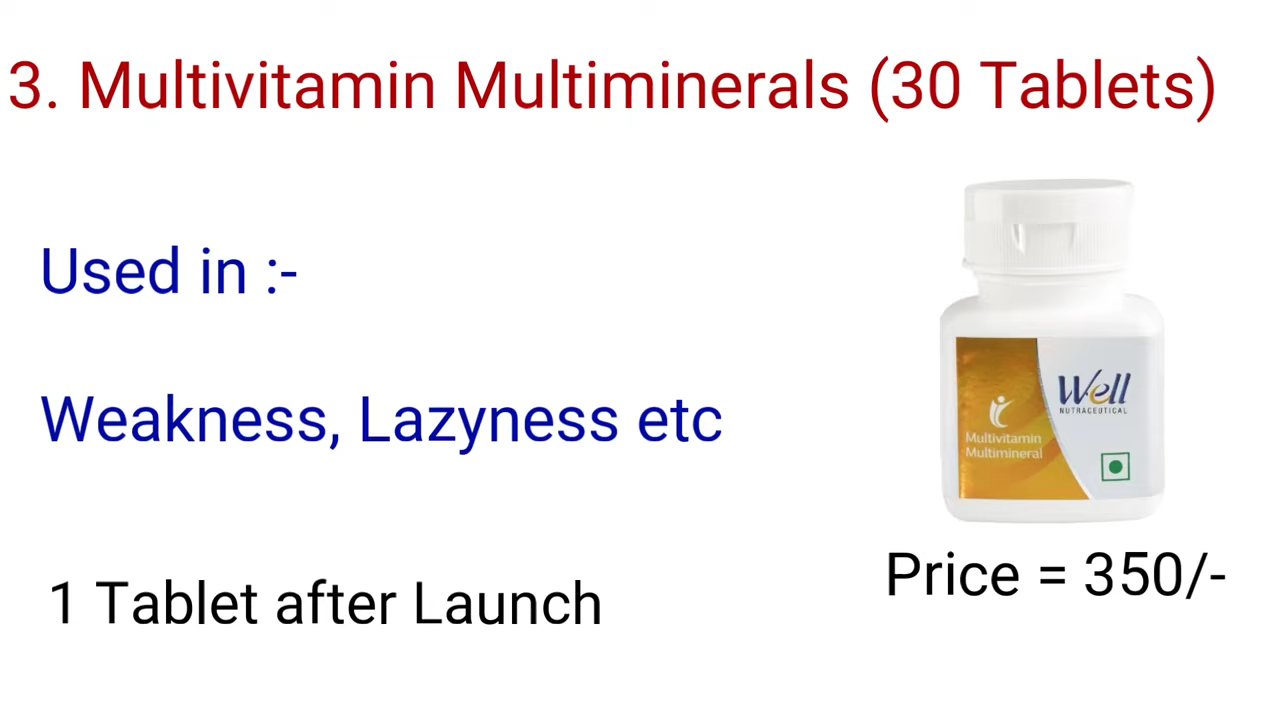 3. Multivitamin Multiminerals (30 Tablets)
Used in :-
Weakness, Lazyness etc
1 Tablet after Launch
Well
NUTRACEUTICAL
Multivitamin
Multimineral
Price = 350/-